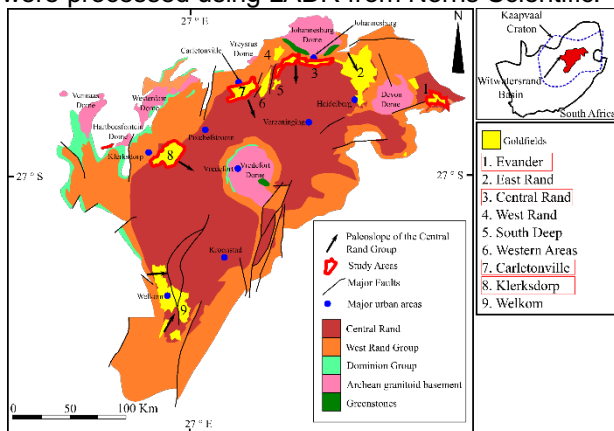 were processed using LADR from Norris Scientific.
27° E
N
Johannesburg
Dome
Johannesburg
Vreysrus
Dome
Carletonville
4
3
2
7
6
5
1
Vermaas
Dome
Westerdam
Dome
Hartbeesfontein
Dome
Devon
Dome
Heidelberg
Vereeniging
Potchefstroom
Klerksdorp
8
27° S
27° S
Vredefort
Vredefort
Dome
Kroonstad
Welkom
9
0
50
100 Km
27° E
Paleoslope of the Central
Rand Group
Study Areas
Major Faults
Major urban areas
Central Rand
West Rand Group
Dominion Group
Archean granitoid basement
Greenstones
Kaapvaal
Craton
Witwatersrand
Basin
South Africa
Goldfields
1. Evander
2. East Rand
3. Central Rand
4. West Rand
5. South Deep
6. Western Areas
7. Carletonville
8. Klerksdorp
9. Welkom